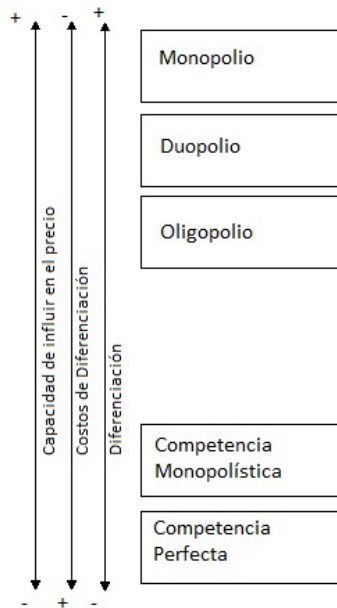 + - +
Monopolio
Duopolio
Oligopolio
Capacidad de influir en el precio
Costos de Diferenciación
Diferenciación
Competencia
Monopolística
Competencia
Perfecta
- + -